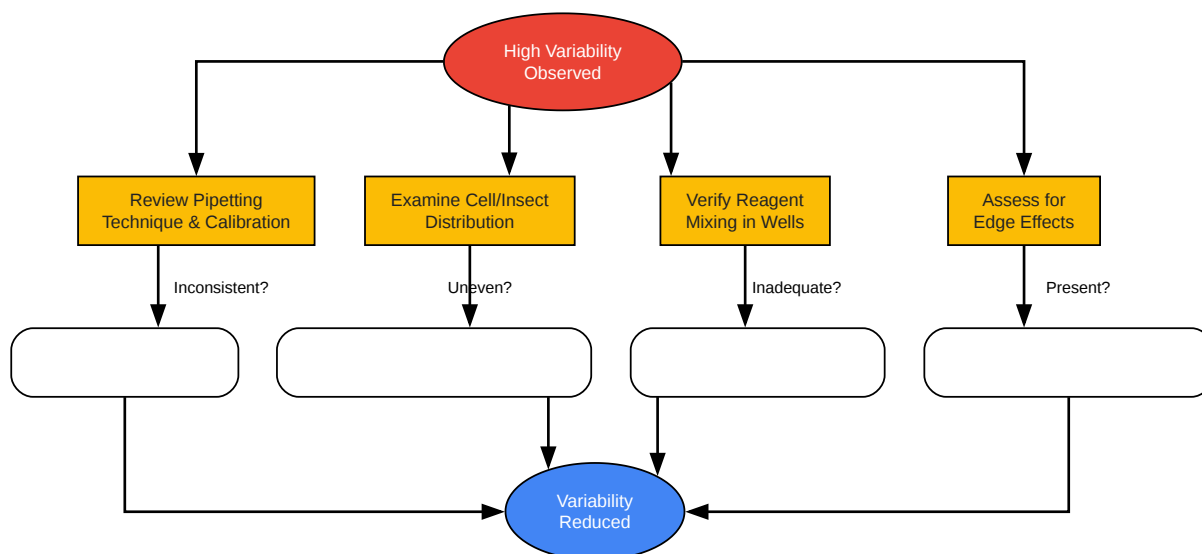 High Variability
Observed
Review Pipetting
Technique & Calibration
Examine Cell/Insect
Distribution
Verify Reagent
Mixing in Wells
Assess for
Edge Effects
Inconsistent?
Uneven?
Inadequate?
Present?
Variability
Reduced